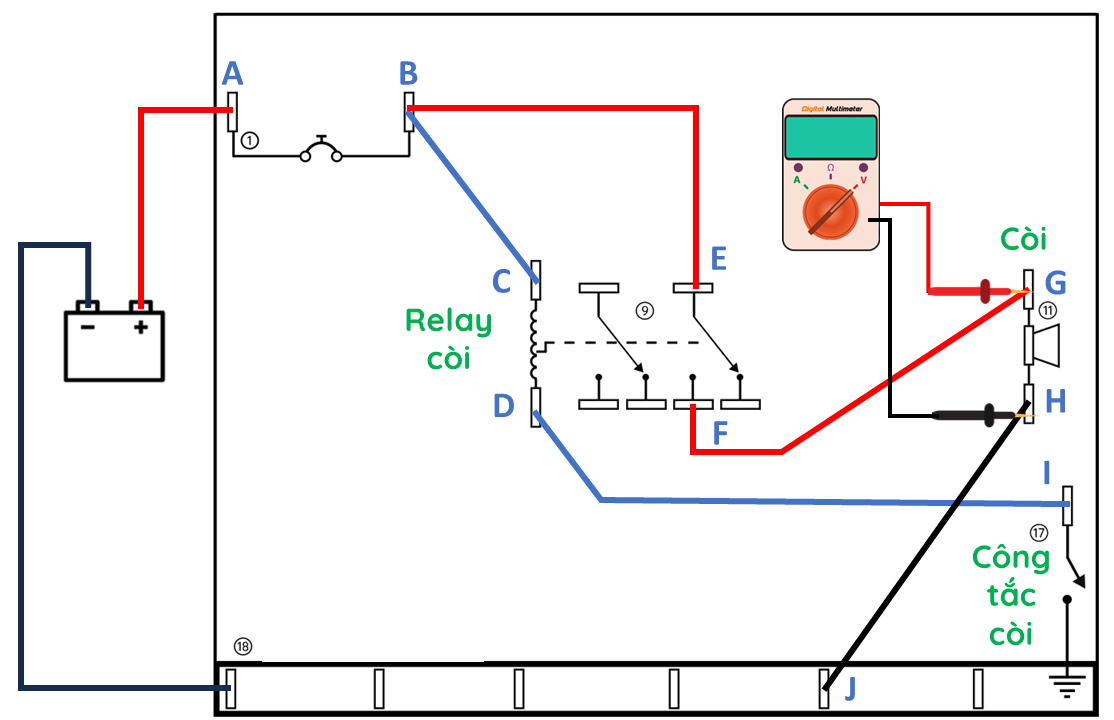 A
B
①
Digital Multimeter
Ω
A
V
Còi
E
C
G
⑨
⑪
Relay
còi
− +
D
H
F
I
⑰
Công
tắc
còi
⑱
J